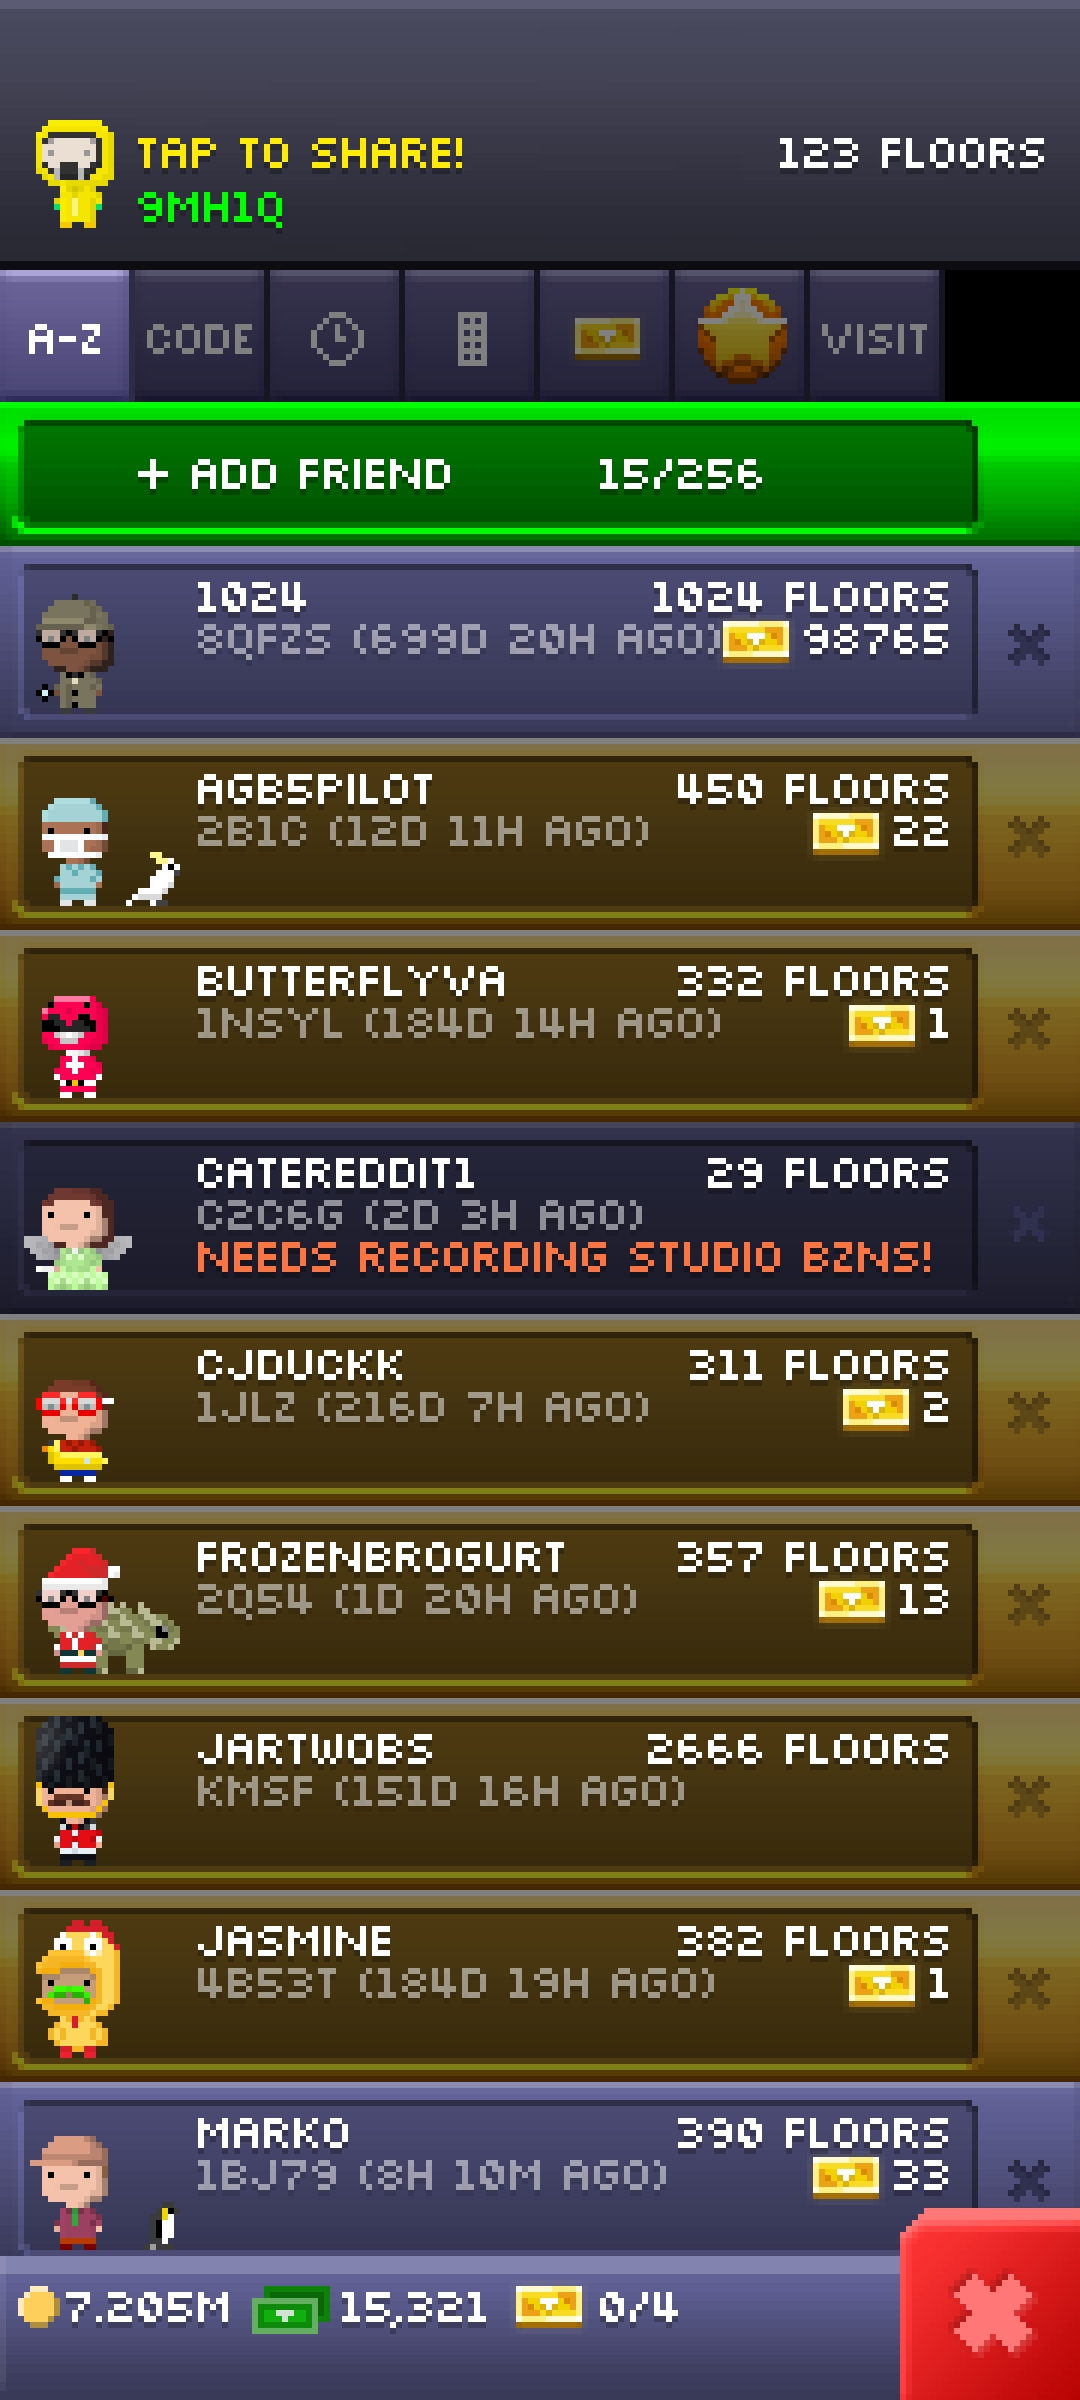 TAP TO SHARE! 123 FLOORS
9MH1Q
A-Z CODE VISIT
+ ADD FRIEND 15/256
1024 1024 FLOORS
8QFZS (699D 20H AGO) 98765
AGB5PILOT 450 FLOORS
2B1C (12D 11H AGO) 22
BUTTERFLYVA 332 FLOORS
1NSYL (184D 14H AGO) 1
CATEREDDIT1 29 FLOORS
C2C6G (2D 3H AGO)
NEEDS RECORDING STUDIO BZNS!
CJDUCKK 311 FLOORS
1JLZ (216D 7H AGO) 2
FROZENBROGURT 357 FLOORS
2Q54 (1D 20H AGO) 13
JARTWOBS 2666 FLOORS
KMSF (151D 16H AGO)
JASMINE 382 FLOORS
4B53T (184D 19H AGO) 1
MARKO 390 FLOORS
1BJ79 (8H 10M AGO) 33
7.205M 15,321 0/4